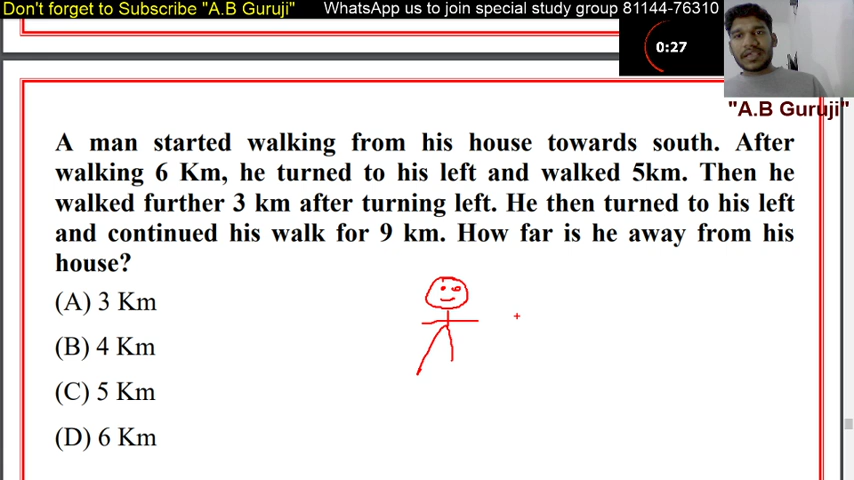 Don't forget to Subscribe "A.B Guruji" WhatsApp us to join special study group 81144-76310
0:27
"A.B Guruji"
A man started walking from his house towards south. After
walking 6 Km, he turned to his left and walked 5km. Then he
walked further 3 km after turning left. He then turned to his left
and continued his walk for 9 km. How far is he away from his
house?
(A) 3 Km
(B) 4 Km
(C) 5 Km
(D) 6 Km